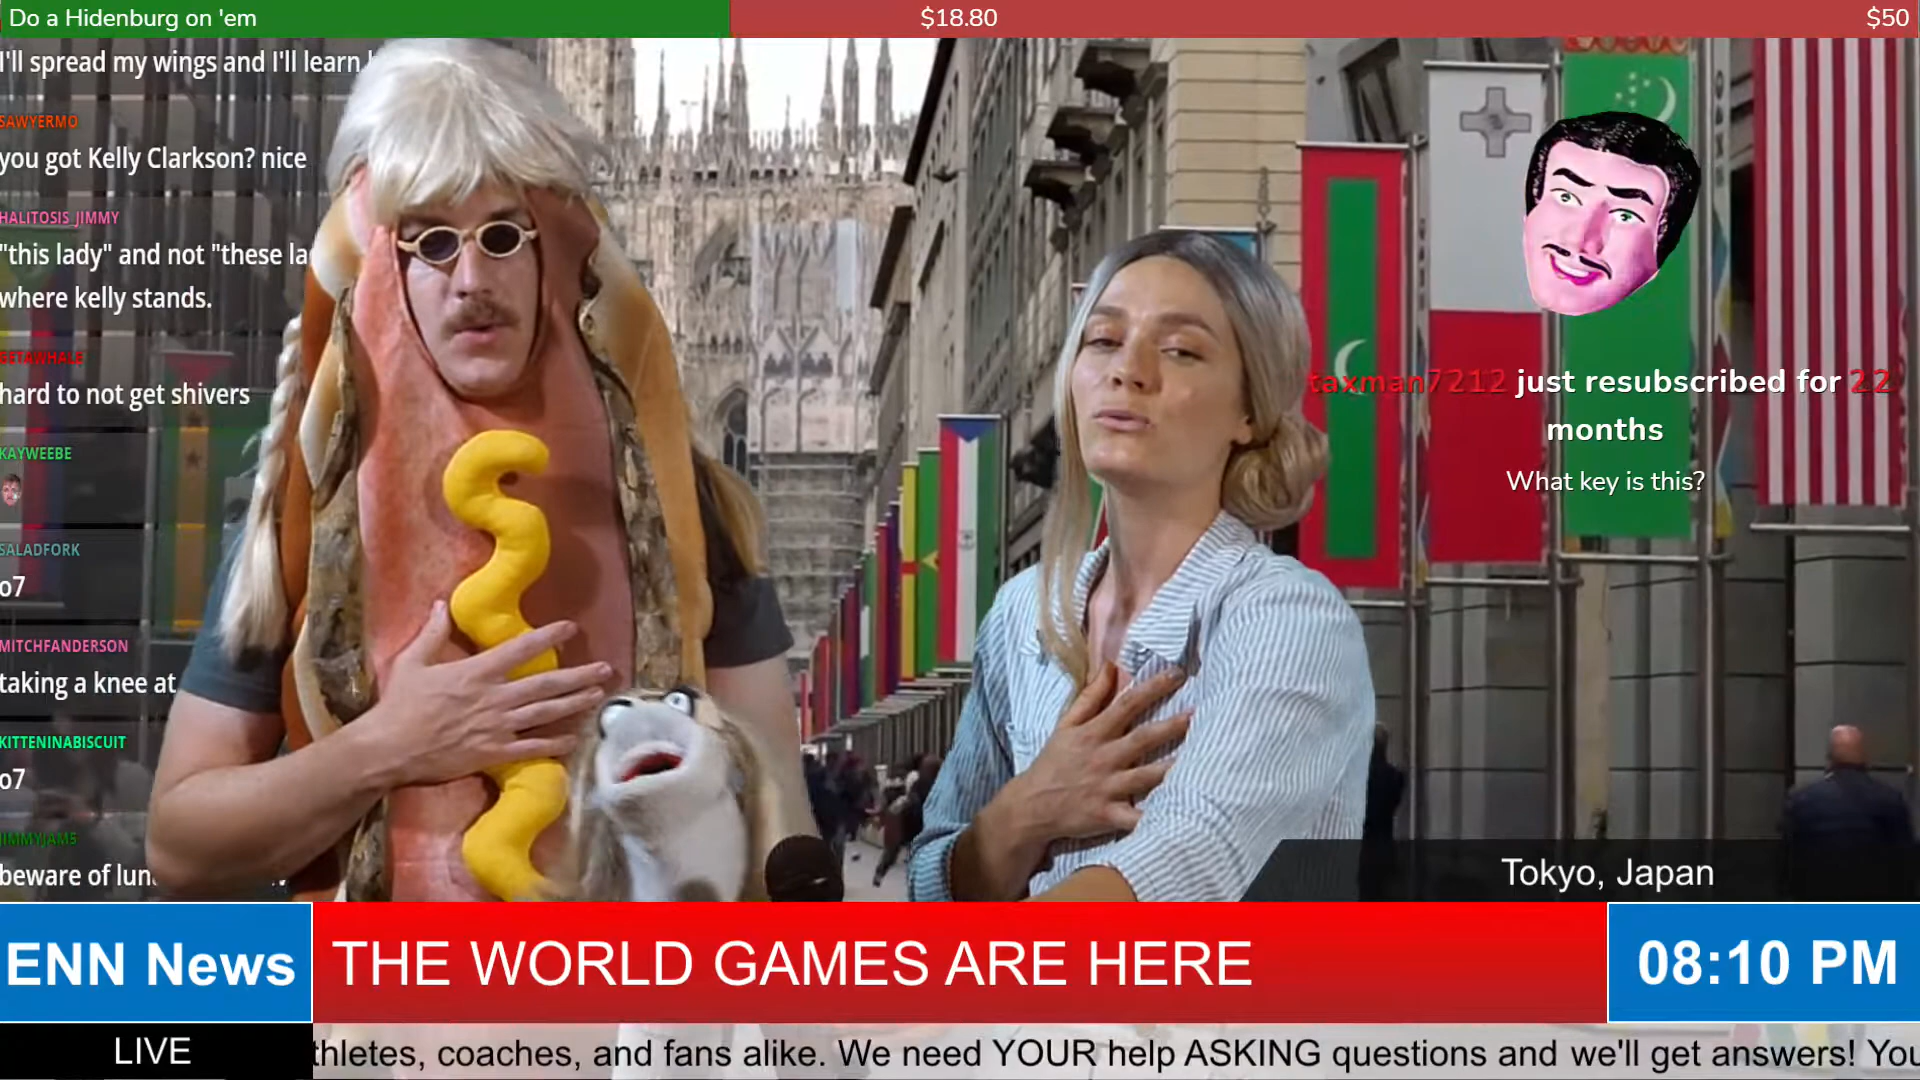 Do a Hidenburg on 'em
$18.80
$50
I'll spread my wings and I'll learn
SAWYERMO
you got Kelly Clarkson? nice
HALITOSIS_JIMMY
"this lady" and not "these la
where kelly stands.
GETAWHALE
hard to not get shivers
KAYWEEBE
SALADFORK
o7
MITCHFANDERSON
taking a knee at
KITTENINABISCUIT
o7
JIMMYJAM5
beware of
taxman7212 just resubscribed for 22
months
What key is this?
Tokyo, Japan
ENN News
THE WORLD GAMES ARE HERE
08:10 PM
LIVE
thletes, coaches, and fans alike. We need YOUR help ASKING questions and we'll get answers! You